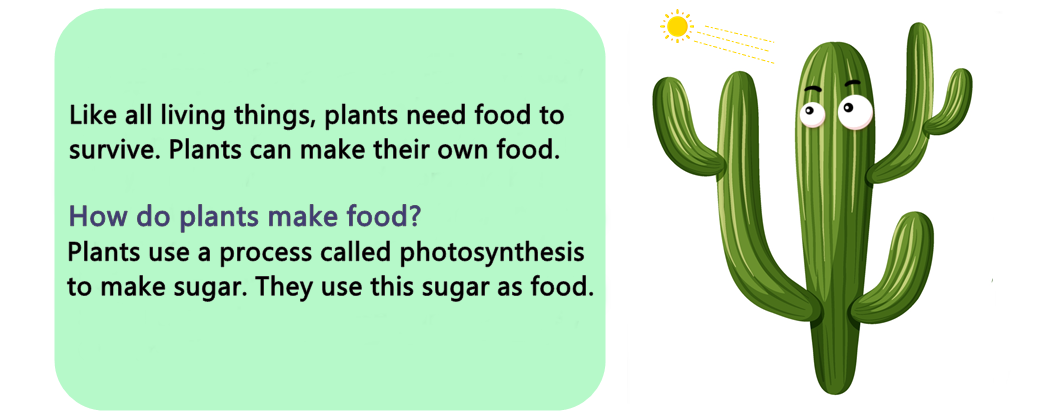 Like all living things, plants need food to
survive. Plants can make their own food.
How do plants make food?
Plants use a process called photosynthesis
to make sugar. They use this sugar as food.